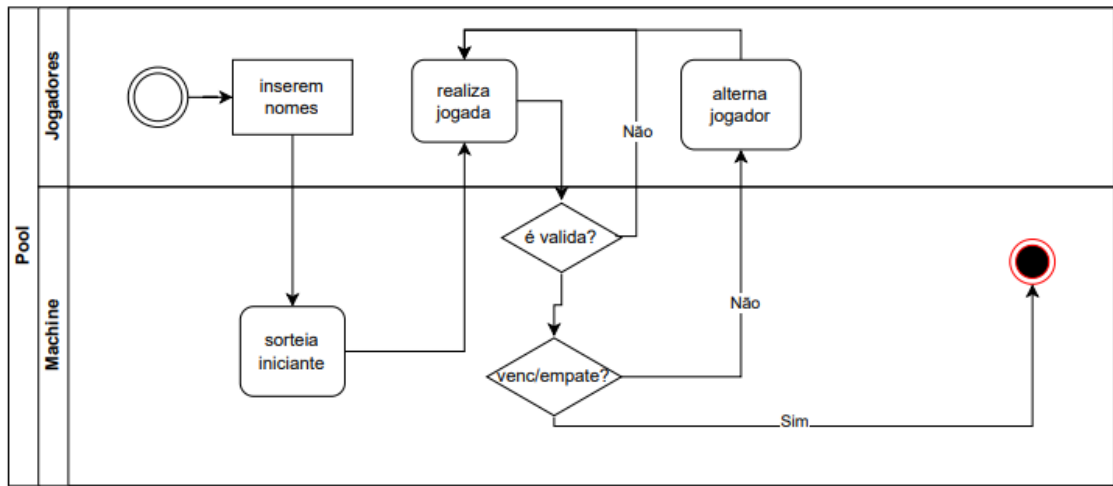 Pool
Jogadores
inserem
nomes
realiza
jogada
Não
alterna
jogador
Machine
é valida?
Não
sorteia
iniciante
venc/empate?
Sim